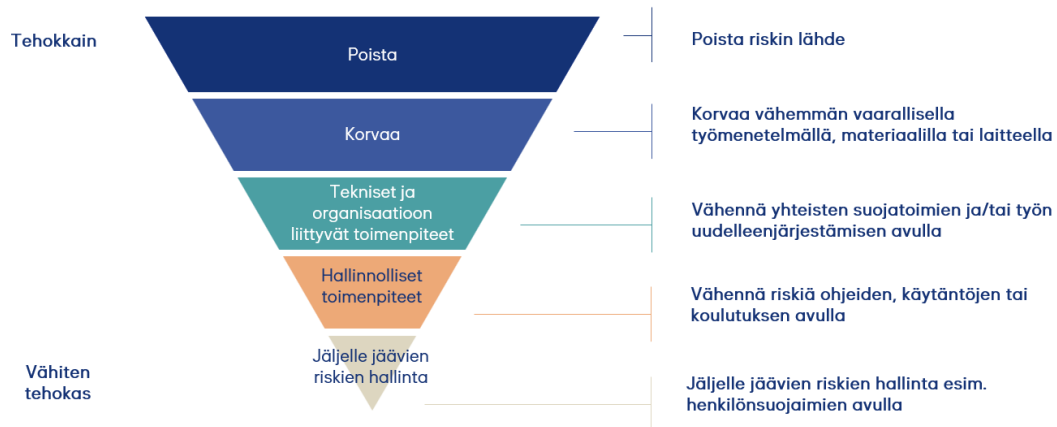 Tehokkain
Poista
Poista riskin lähde
Korvaa
Korvaa vähemmän vaarallisella
työmenetelmällä, materiaalilla tai laitteella
Tekniset ja
organisaatioon
liittyvät toimenpiteet
Vähennä yhteisten suojatoimien ja/tai työn
uudelleenjärjestämisen avulla
Hallinnolliset
toimenpiteet
Vähennä riskiä ohjeiden, käytäntöjen tai
koulutuksen avulla
Vähiten
tehokas
Jäljelle jäävien
riskien hallinta
Jäljelle jäävien riskien hallinta esim.
henkilönsuojaimien avulla